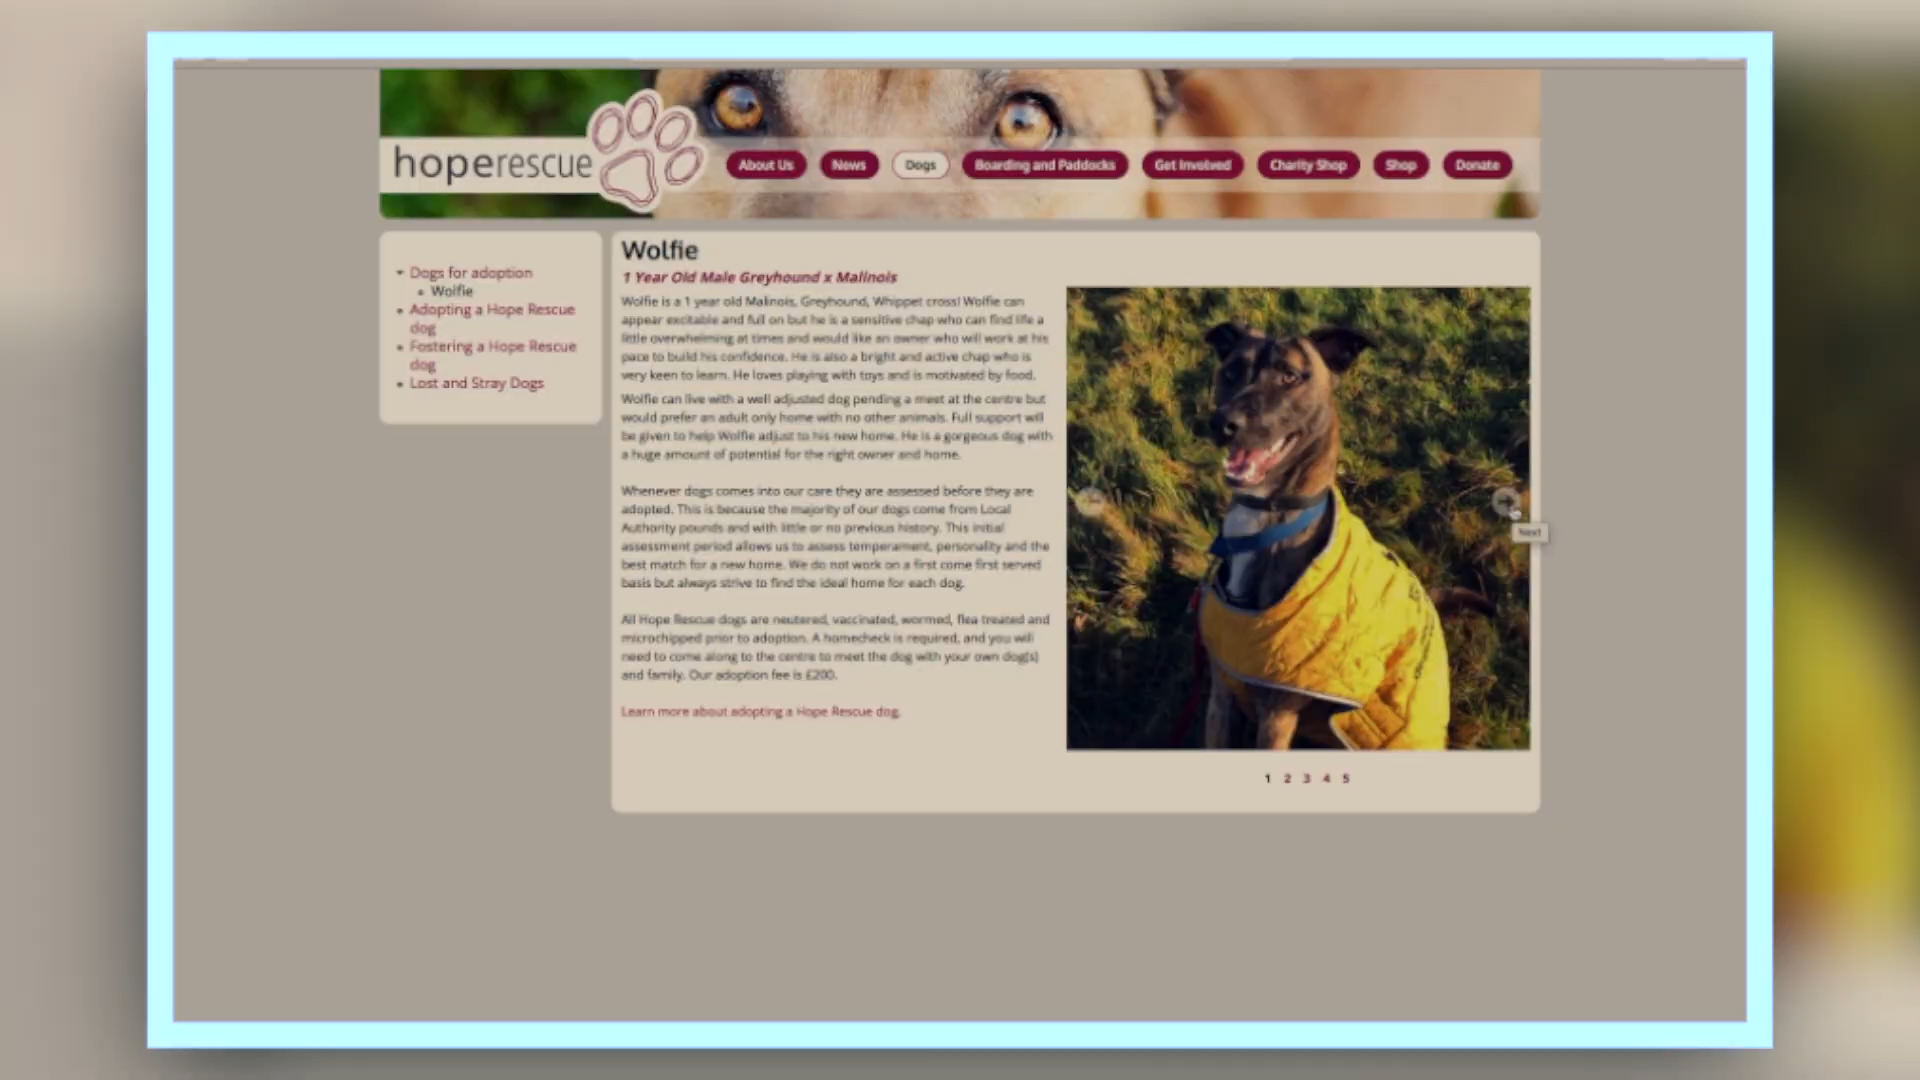 hoperescue
About Us News Dogs Boarding and Paddocks Get Involved Charity Shop Shop Donate
Dogs for adoption
Wolfie
Adopting a Hope Rescue
dog
Fostering a Hope Rescue
dog
Lost and Stray Dogs
Wolfie
1 Year Old Male Greyhound x Malinois
Wolfie is a 1 year old Malinois, Greyhound, Whippet cross! Wolfie can
appear excitable and full on but he is a sensitive chap who can find life a
little overwhelming at times and would like an owner who will work at his
pace to build his confidence. He is also a bright and active chap who is
very keen to learn. He loves playing with toys and is motivated by food.
Wolfie can live with a well adjusted dog pending a meet at the centre but
would prefer an adult only home with no other animals. Full support will
be given to help Wolfie adjust to his new home. He is a gorgeous dog with
a huge amount of potential for the right owner and home.
Whenever dogs comes into our care they are assessed before they are
adopted. This is because the majority of our dogs come from Local
Authority pounds and with little or no previous history. This initial
assessment period allows us to assess temperament, personality and the
best match for a new home. We do not work on a first come first served
basis but always strive to find the ideal home for each dog.
All Hope Rescue dogs are neutered, vaccinated, wormed, flea treated and
microchipped prior to adoption. A homecheck is required, and you will
need to come along to the centre to meet the dog with your own dog(s)
and family. Our adoption fee is £200.
Learn more about adopting a Hope Rescue dog.
Next
1 2 3 4 5